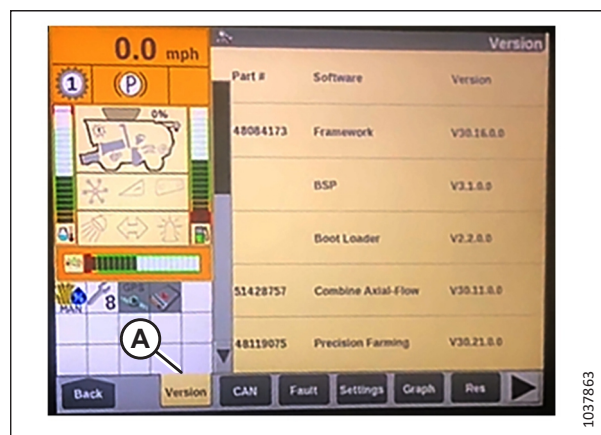 0.0 mph
Version
1
(P)
Part # Software Version
0%
48084173 Framework V30.16.0.0
BSP V3.1.0.0
Boot Loader V2.2.0.0
GPS
MAN
8
51428757 Combine Axial-Flow V30.11.0.0
48119075 Precision Farming V30.21.0.0
A
Back Version CAN Fault Settings Graph Res
1037863